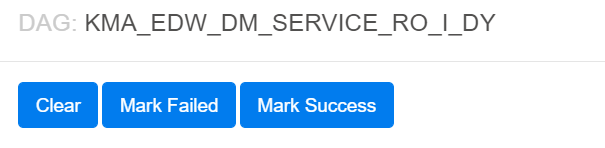 DAG: KMA_EDW_DM_SERVICE_RO_I_DY
Clear Mark Failed Mark Success